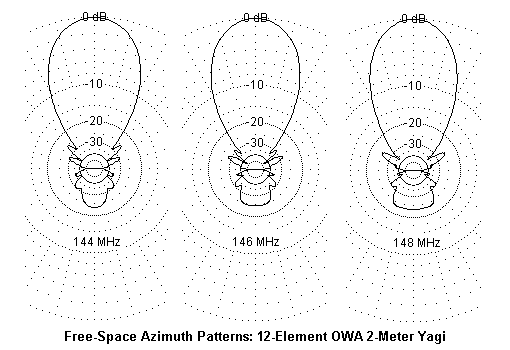 0 dB
-10
-20
-30
144 MHz
0 dB
-10
-20
-30
146 MHz
0 dB
-10
-20
-30
148 MHz
Free-Space Azimuth Patterns: 12-Element OWA 2-Meter Yagi